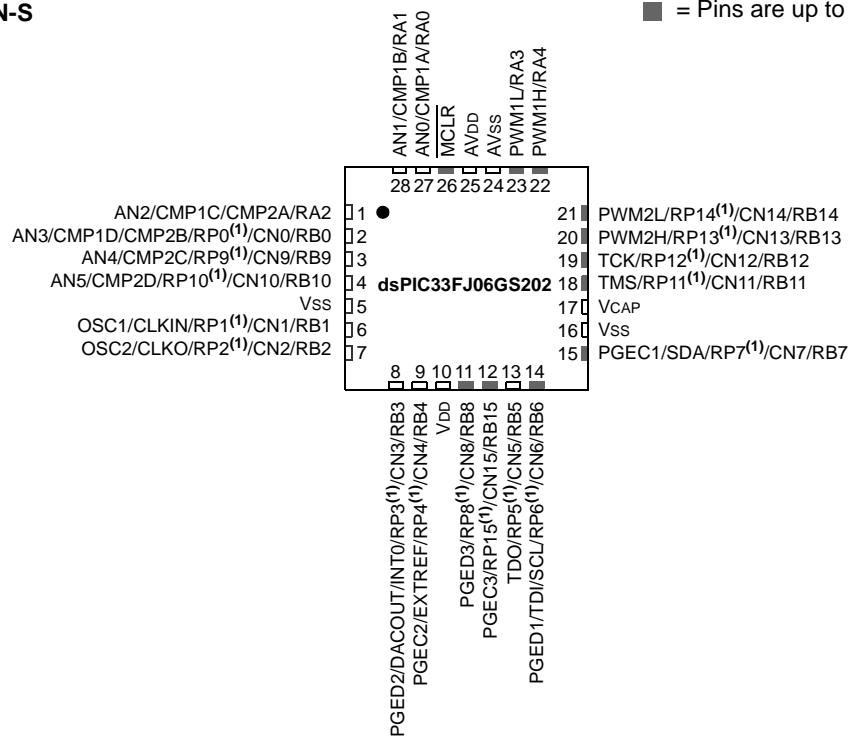 N-S
= Pins are up to
AN1/CMP1B/RA1
AN0/CMP1A/RA0
MCLR
AVDD
AVSS
PWM1L/RA3
PWM1H/RA4
28 27 26 25 24 23 22
AN2/CMP1C/CMP2A/RA2 1
AN3/CMP1D/CMP2B/RP0(1)/CN0/RB0 2
AN4/CMP2C/RP9(1)/CN9/RB9 3
AN5/CMP2D/RP10(1)/CN10/RB10 4
VSS 5
OSC1/CLKIN/RP1(1)/CN1/RB1 6
OSC2/CLKO/RP2(1)/CN2/RB2 7
dsPIC33FJ06GS202
21 PWM2L/RP14(1)/CN14/RB14
20 PWM2H/RP13(1)/CN13/RB13
19 TCK/RP12(1)/CN12/RB12
18 TMS/RP11(1)/CN11/RB11
17 VCAP
16 VSS
15 PGEC1/SDA/RP7(1)/CN7/RB7
8 9 10 11 12 13 14
PGED2/DACOUT/INT0/RP3(1)/CN3/RB3
PGEC2/EXTREF/RP4(1)/CN4/RB4
VDD
PGED3/RP8(1)/CN8/RB8
PGEC3/RP15(1)/CN15/RB15
TDO/RP5(1)/CN5/RB5
PGED1/TDI/SCL/RP6(1)/CN6/RB6